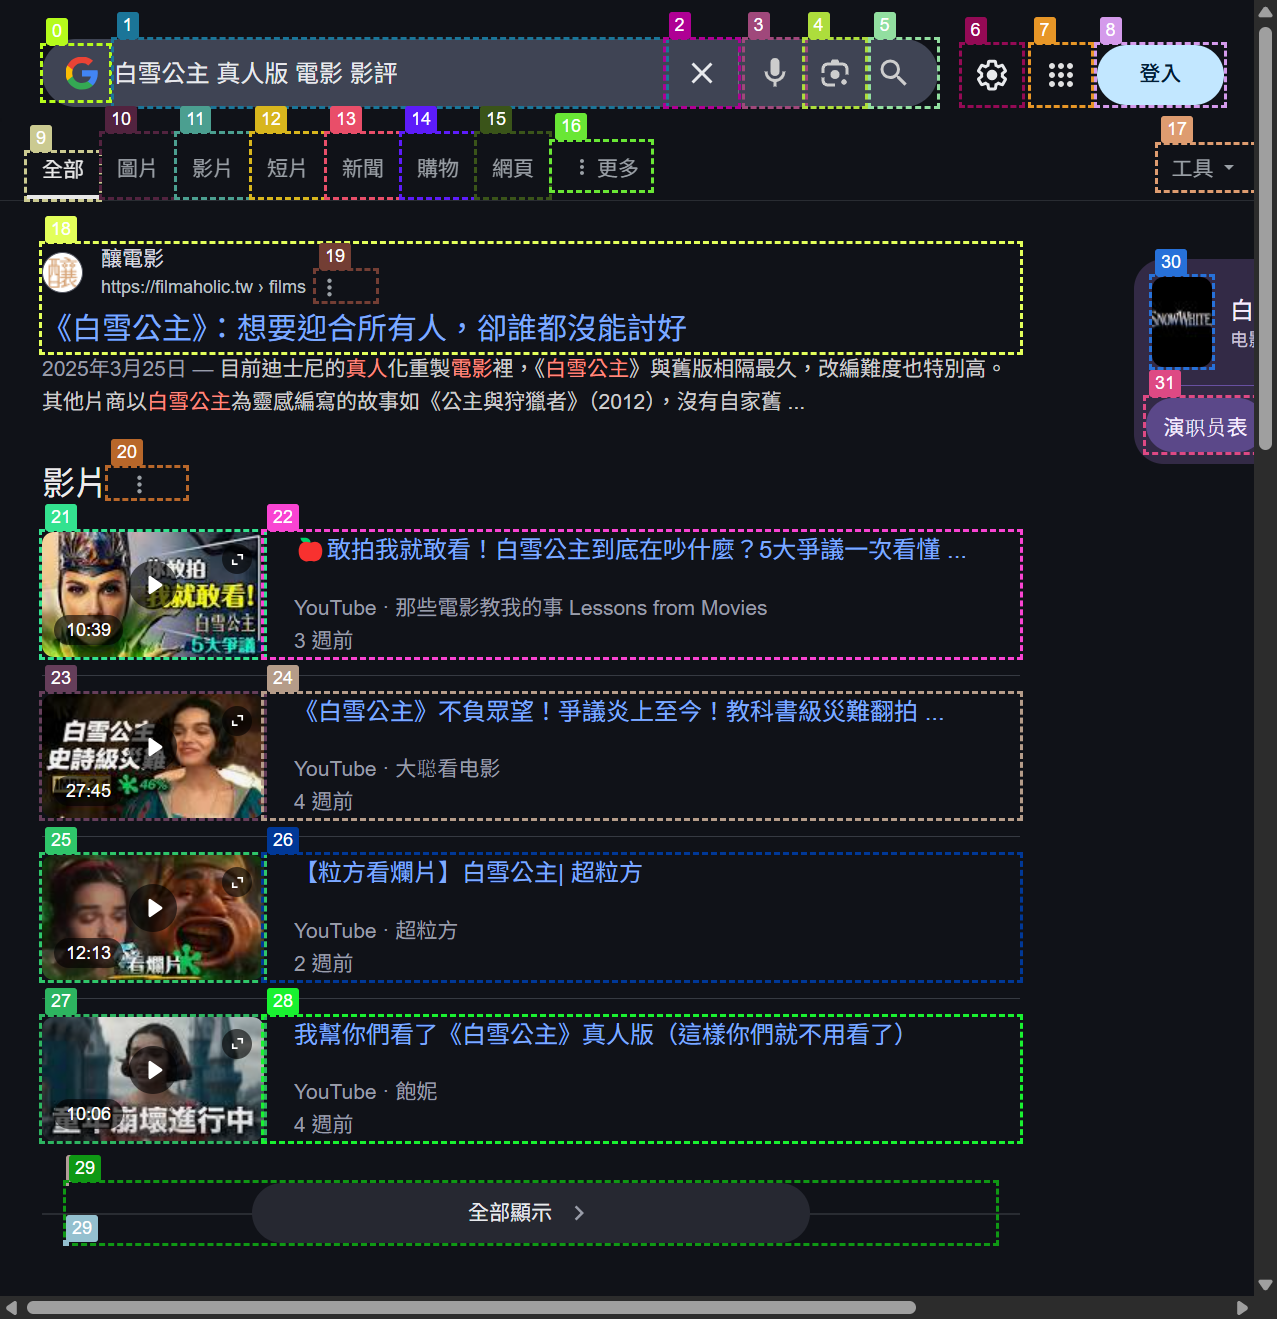 白雪公主 真人版 電影 影評
登入
全部
圖片
影片
短片
新聞
購物
網頁
更多
工具
釀電影
https://filmaholic.tw › films
《白雪公主》：想要迎合所有人，卻誰都沒能討好
2025年3月25日 — 目前迪士尼的真人化重製電影裡，《白雪公主》與舊版相隔最久，改編難度也特別高。
其他片商以白雪公主為靈感編寫的故事如《公主與狩獵者》（2012），沒有自家舊 ...
SNOW WHITE
白
电影
演职员表
影片
敢拍我就敢看！
白雪公主
5大爭議
10:39
敢拍我就敢看！白雪公主到底在吵什麼？5大爭議一次看懂 ...
YouTube · 那些電影教我的事 Lessons from Movies
3 週前
白雪公主
史詩級災難
46%
27:45
《白雪公主》不負眾望！爭議炎上至今！教科書級災難翻拍 ...
YouTube · 大聪看电影
4 週前
看爛片
12:13
【粒方看爛片】白雪公主| 超粒方
YouTube · 超粒方
2 週前
童年崩壞進行中
10:06
我幫你們看了《白雪公主》真人版（這樣你們就不用看了）
YouTube · 飽妮
4 週前
全部顯示
0
1
2
3
4
5
6
7
8
9
10
11
12
13
14
15
16
17
18
19
20
21
22
23
24
25
26
27
28
29
29
30
31